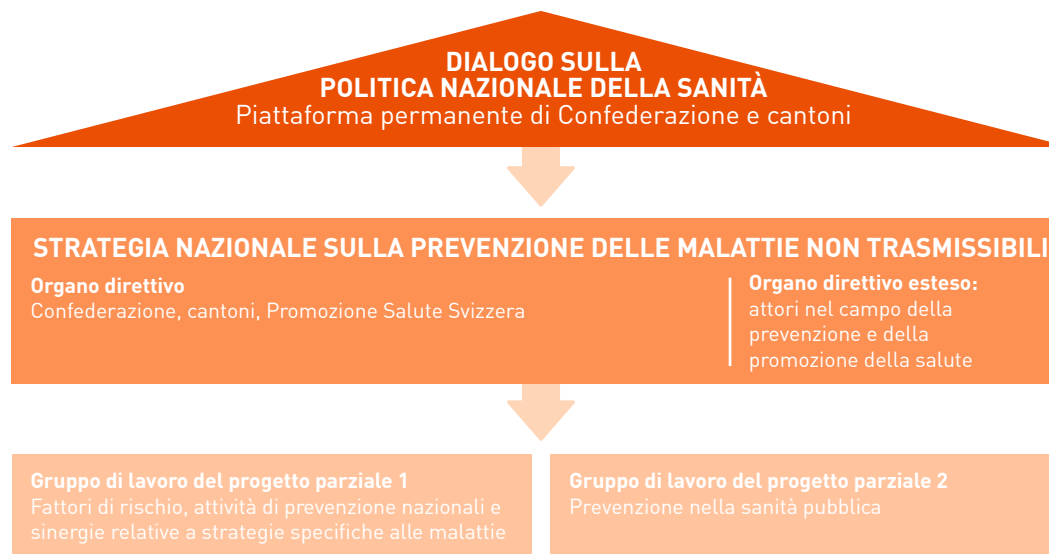 DIALOGO SULLA
POLITICA NAZIONALE DELLA SANITÀ
Piattaforma permanente di Confederazione e cantoni
STRATEGIA NAZIONALE SULLA PREVENZIONE DELLE MALATTIE NON TRASMISSIBILI
Organo direttivo
Confederazione, cantoni, Promozione Salute Svizzera
Organo direttivo esteso:
attori nel campo della
prevenzione e della
promozione della salute
Gruppo di lavoro del progetto parziale 1
Fattori di rischio, attività di prevenzione nazionali e
sinergie relative a strategie specifiche alle malattie
Gruppo di lavoro del progetto parziale 2
Prevenzione nella sanità pubblica